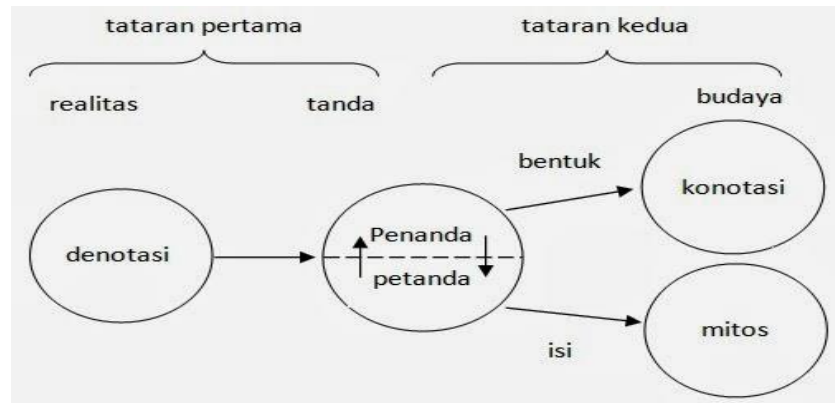 tataran pertama
tataran kedua
realitas
tanda
budaya
bentuk
konotasi
denotasi
Penanda
petanda
mitos
isi